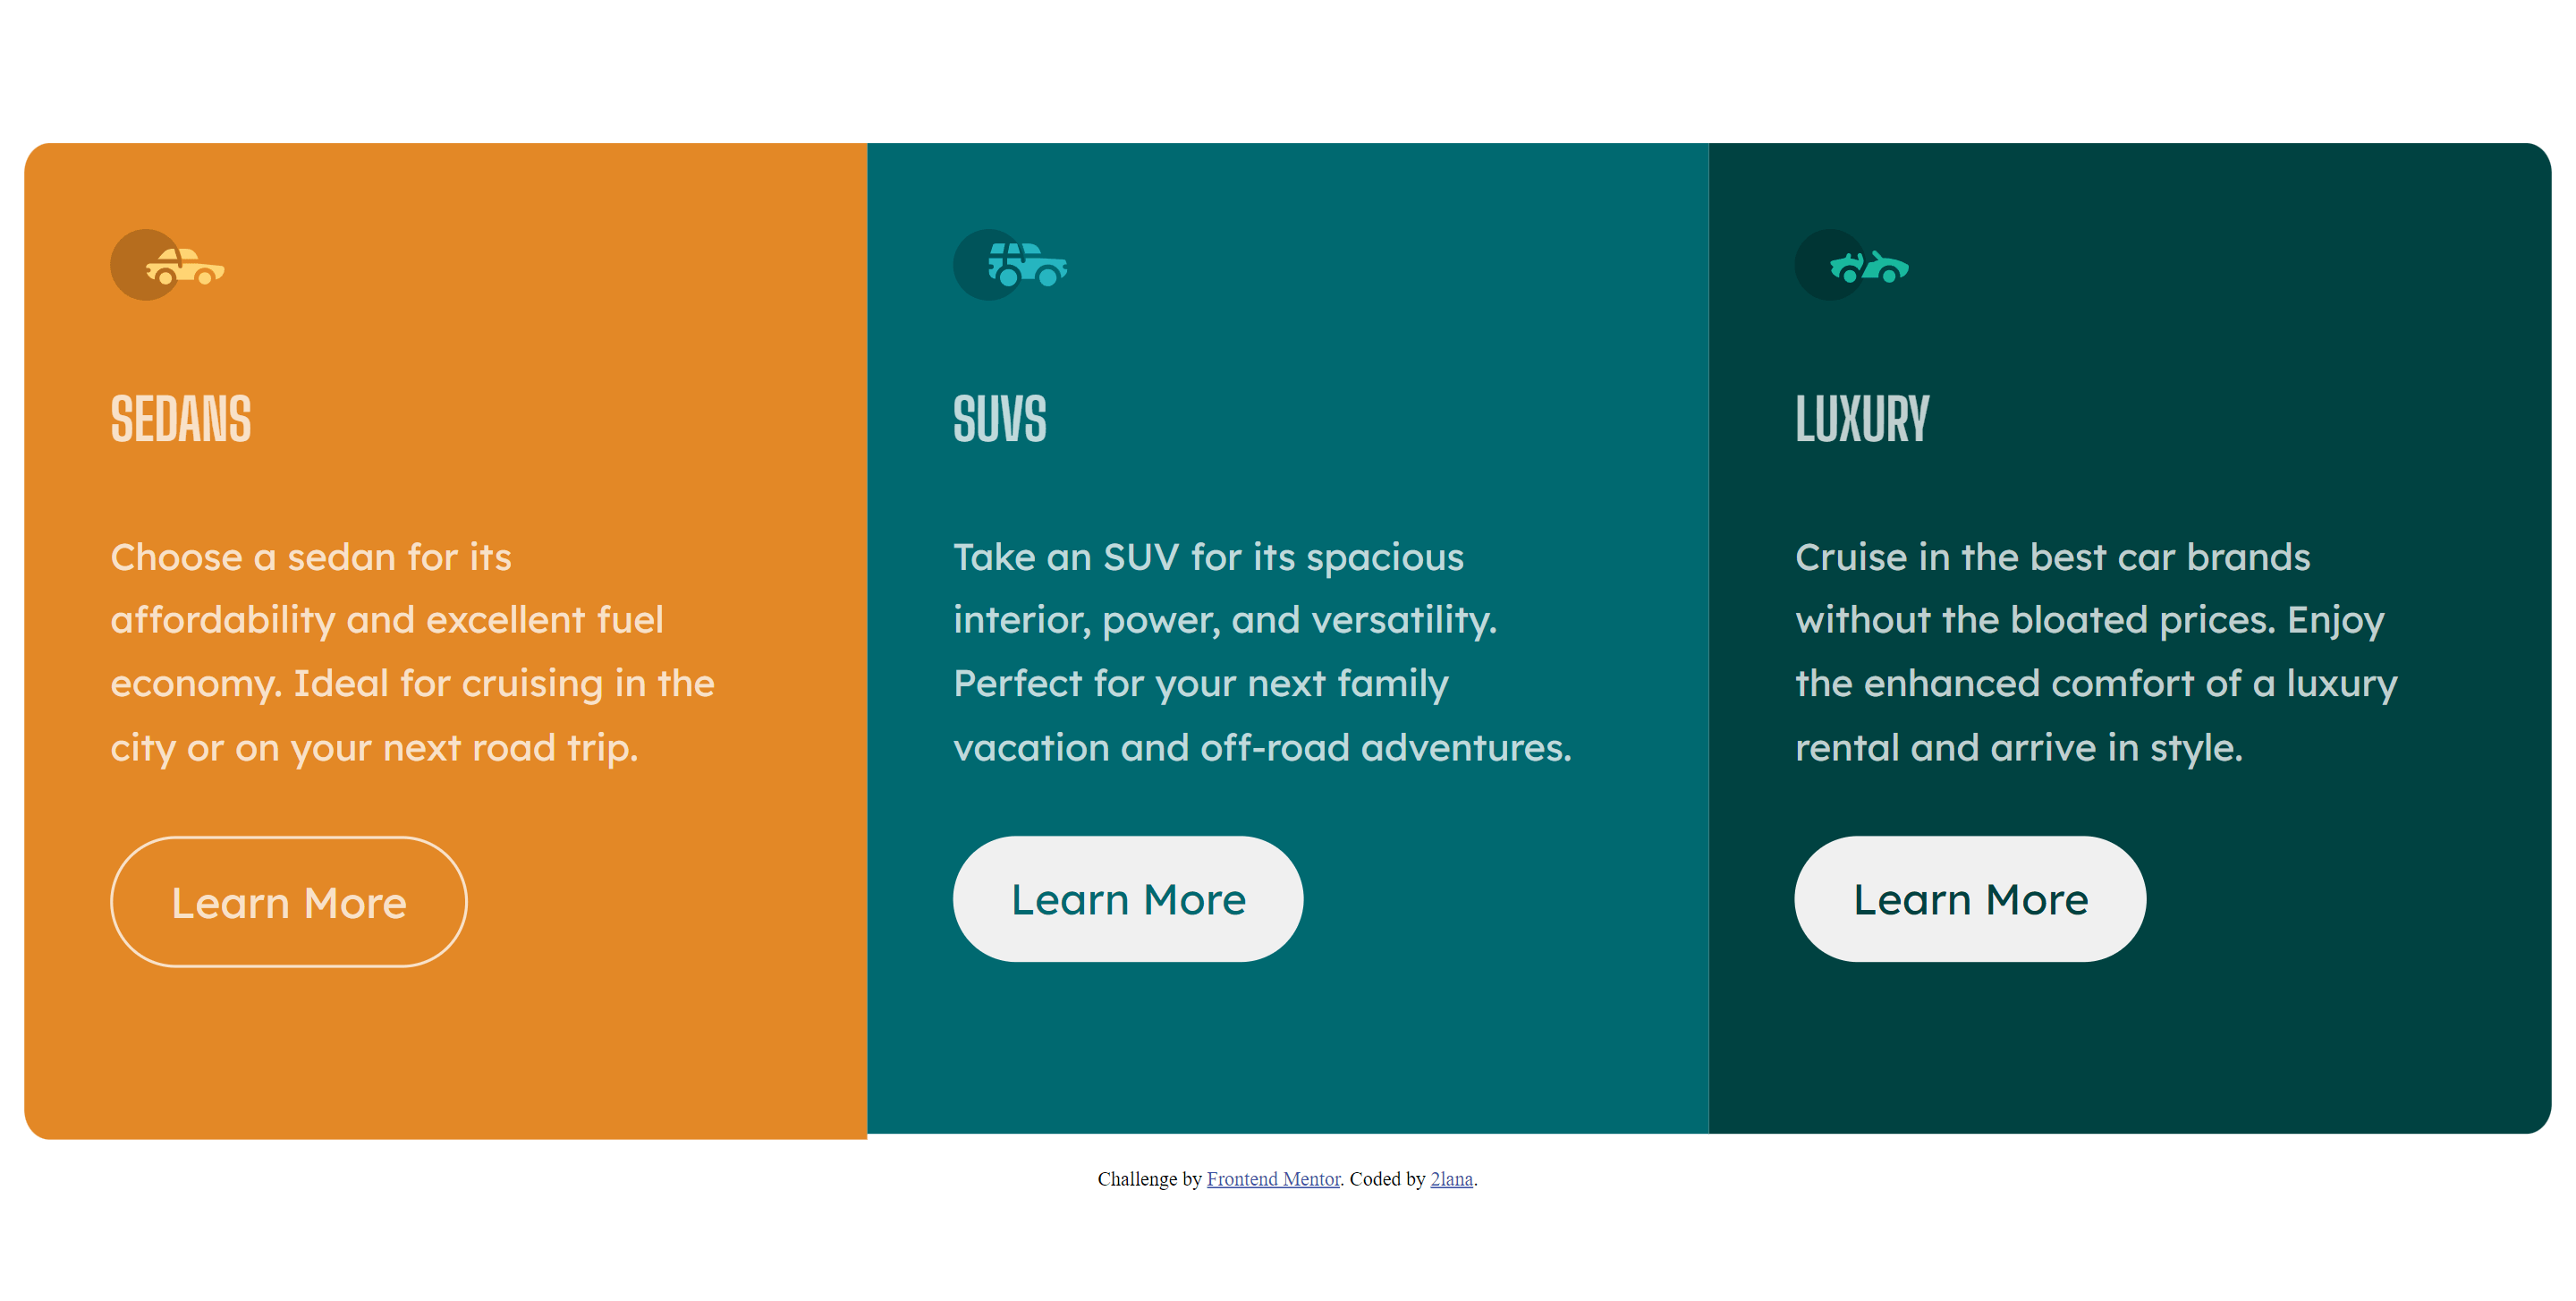 SEDANS
Choose a sedan for its
affordability and excellent fuel
economy. Ideal for cruising in the
city or on your next road trip.
Learn More
SUVS
Take an SUV for its spacious
interior, power, and versatility.
Perfect for your next family
vacation and off-road adventures.
Learn More
LUXURY
Cruise in the best car brands
without the bloated prices. Enjoy
the enhanced comfort of a luxury
rental and arrive in style.
Learn More
Challenge by Frontend Mentor. Coded by 2lana.